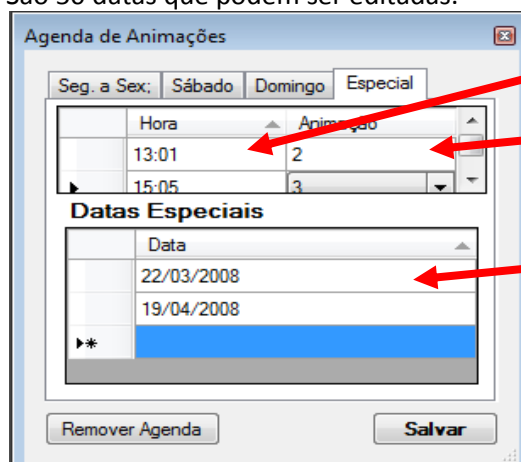 São 30 datas que podem ser editadas.
Agenda de Animações
Seg. a Sex; Sábado Domingo Especial
Hora Animação
13:01 2
15:05 3
Datas Especiais
Data
22/03/2008
19/04/2008
Remover Agenda Salvar